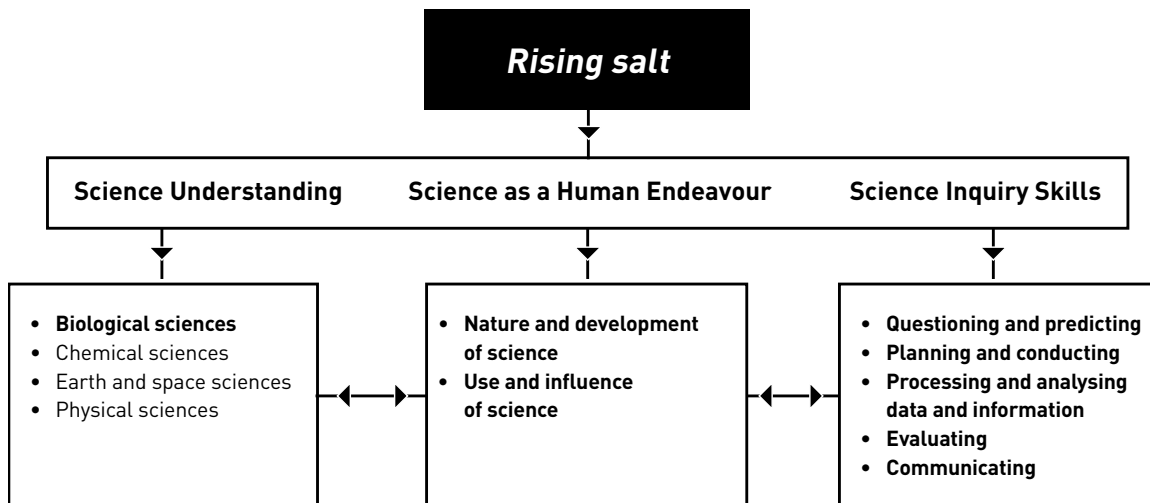 Rising salt
Science Understanding
Science as a Human Endeavour
Science Inquiry Skills
• Biological sciences
• Chemical sciences
• Earth and space sciences
• Physical sciences
• Nature and development
of science
• Use and influence
of science
• Questioning and predicting
• Planning and conducting
• Processing and analysing
data and information
• Evaluating
• Communicating